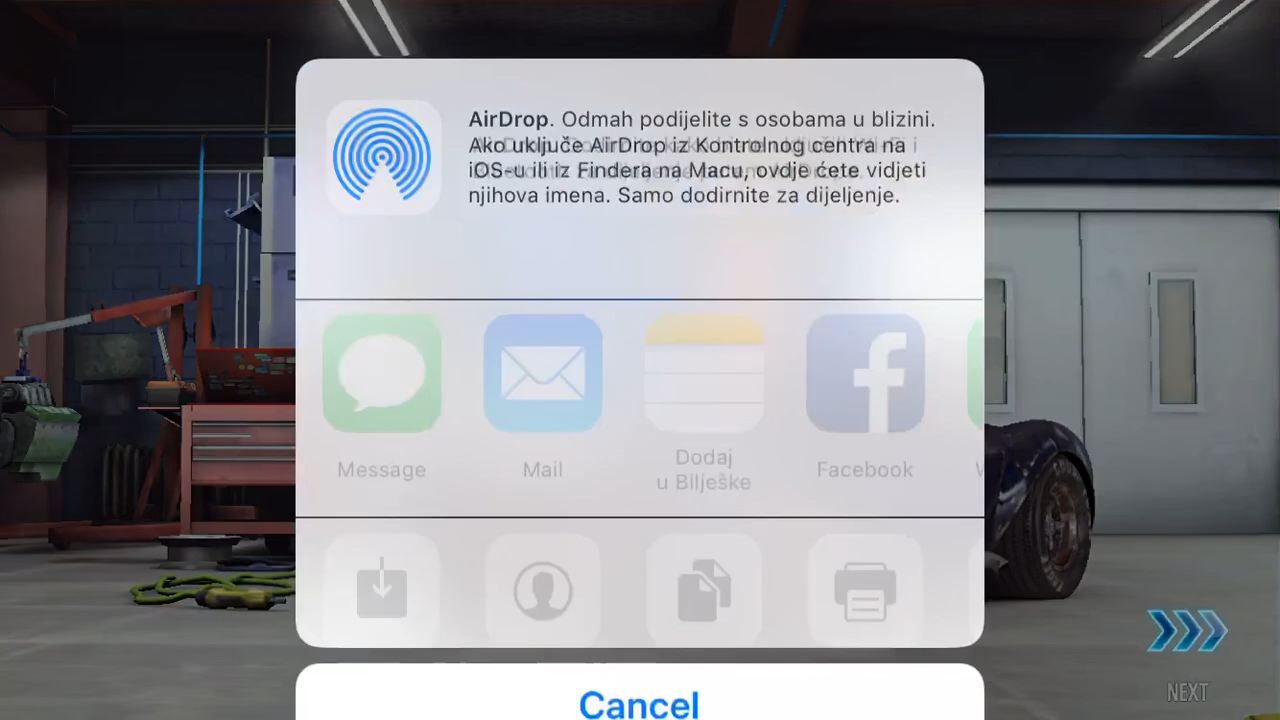 AirDrop. Odmah podijelite s osobama u blizini.
Ako uključe AirDrop iz Kontrolnog centra na
iOS-u ili iz Findera na Macu, ovdje ćete vidjeti
njihova imena. Samo dodirnite za dijeljenje.
Message
Mail
Dodaj
u Bilješke
Facebook
Cancel
NEXT